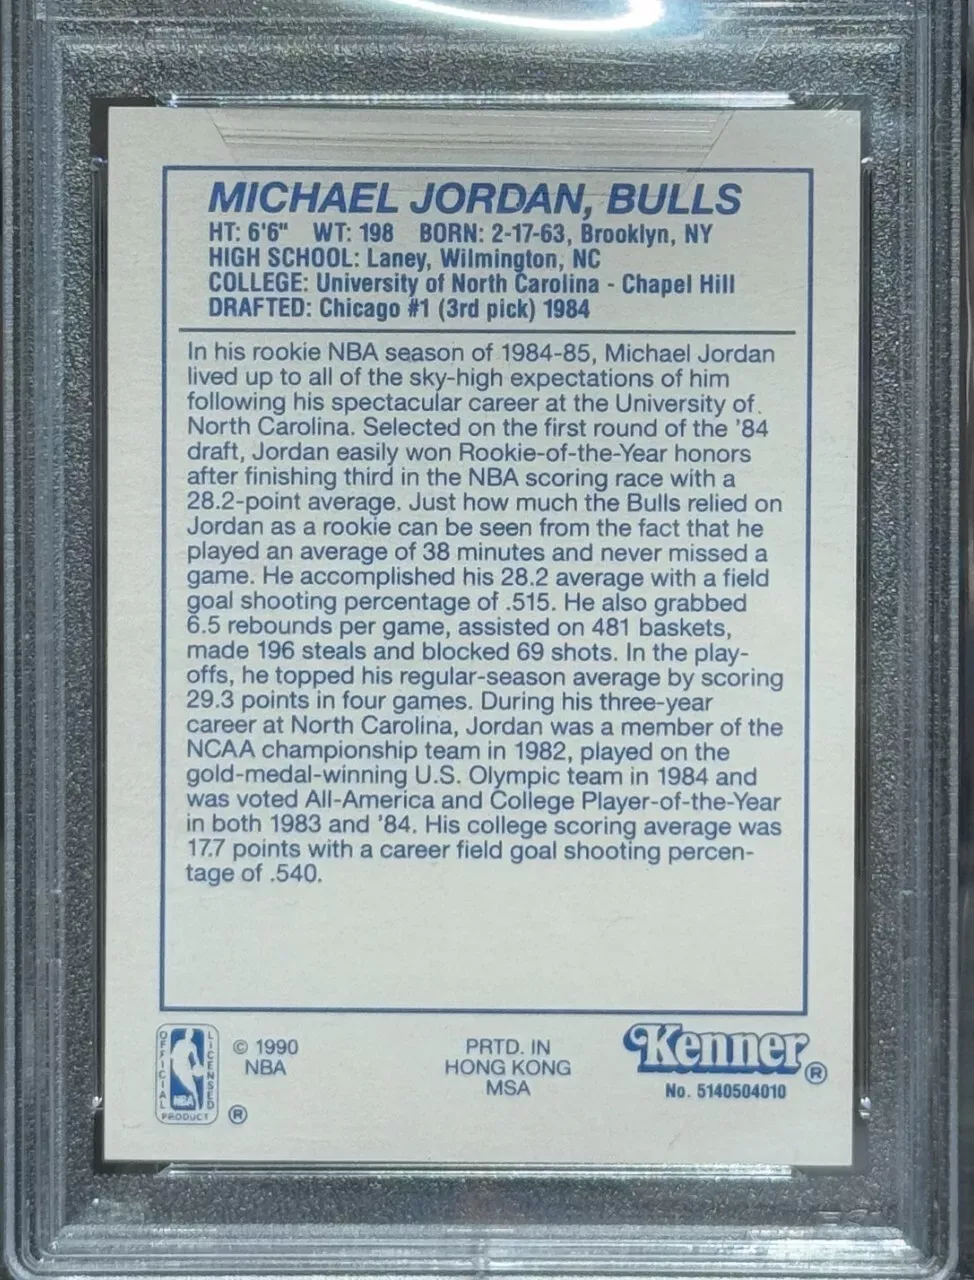 MICHAEL JORDAN, BULLS
HT: 6'6" WT: 198 BORN: 2-17-63, Brooklyn, NY
HIGH SCHOOL: Laney, Wilmington, NC
COLLEGE: University of North Carolina - Chapel Hill
DRAFTED: Chicago #1 (3rd pick) 1984
In his rookie NBA season of 1984-85, Michael Jordan
lived up to all of the sky-high expectations of him
following his spectacular career at the University of
North Carolina. Selected on the first round of the '84
draft, Jordan easily won Rookie-of-the-Year honors
after finishing third in the NBA scoring race with a
28.2-point average. Just how much the Bulls relied on
Jordan as a rookie can be seen from the fact that he
played an average of 38 minutes and never missed a
game. He accomplished his 28.2 average with a field
goal shooting percentage of .515. He also grabbed
6.5 rebounds per game, assisted on 481 baskets,
made 196 steals and blocked 69 shots. In the play-
offs, he topped his regular-season average by scoring
29.3 points in four games. During his three-year
career at North Carolina, Jordan was a member of the
NCAA championship team in 1982, played on the
gold-medal-winning U.S. Olympic team in 1984 and
was voted All-America and College Player-of-the-Year
in both 1983 and '84. His college scoring average was
17.7 points with a career field goal shooting percen-
tage of .540.
OFFICIAL LICENSED
NBA
PRODUCT ®
© 1990
NBA
PRTD. IN
HONG KONG
MSA
Kenner®
No. 5140504010